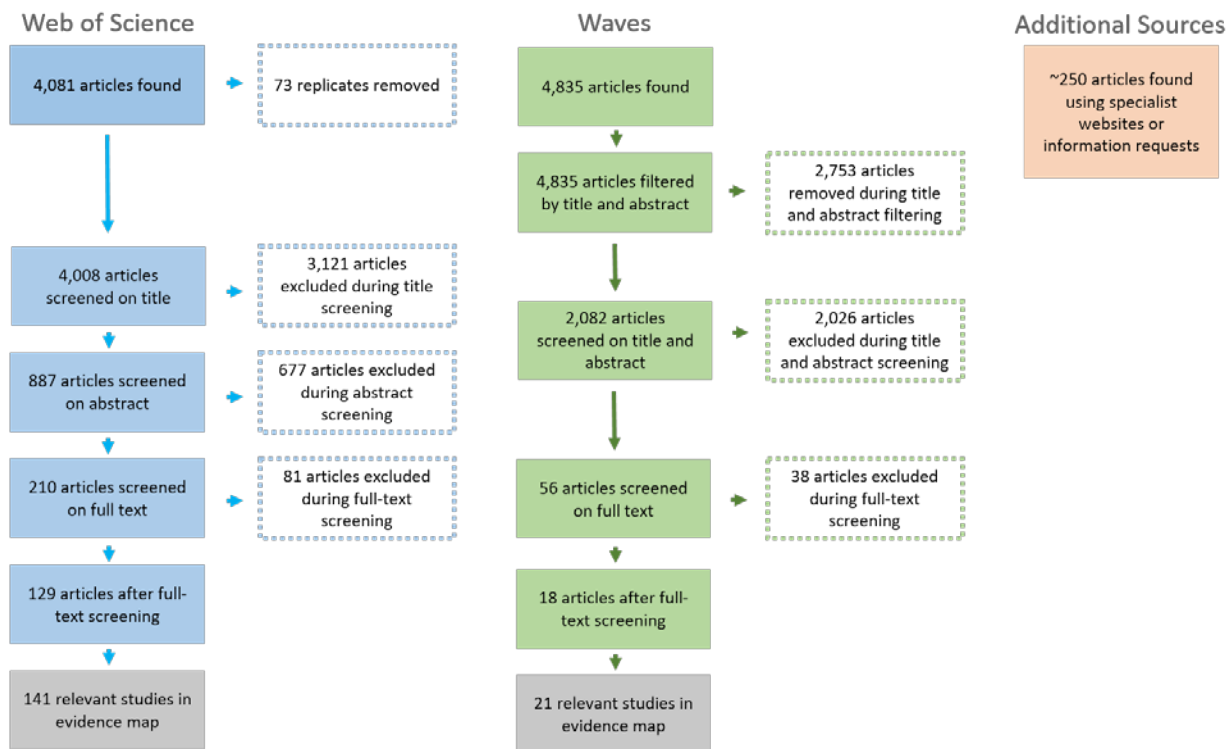 Web of Science
4,081 articles found
73 replicates removed
4,008 articles
screened on title
3,121 articles
excluded during title
screening
887 articles screened
on abstract
677 articles excluded
during abstract
screening
210 articles screened
on full text
81 articles excluded
during full-text
screening
129 articles after full-
text screening
141 relevant studies in
evidence map
Waves
4,835 articles found
4,835 articles filtered
by title and abstract
2,753 articles
removed during title
and abstract filtering
2,082 articles
screened on title and
abstract
2,026 articles
excluded during title
and abstract screening
56 articles screened
on full text
38 articles excluded
during full-text
screening
18 articles after full-
text screening
21 relevant studies in
evidence map
Additional Sources
~250 articles found
using specialist
websites or
information requests